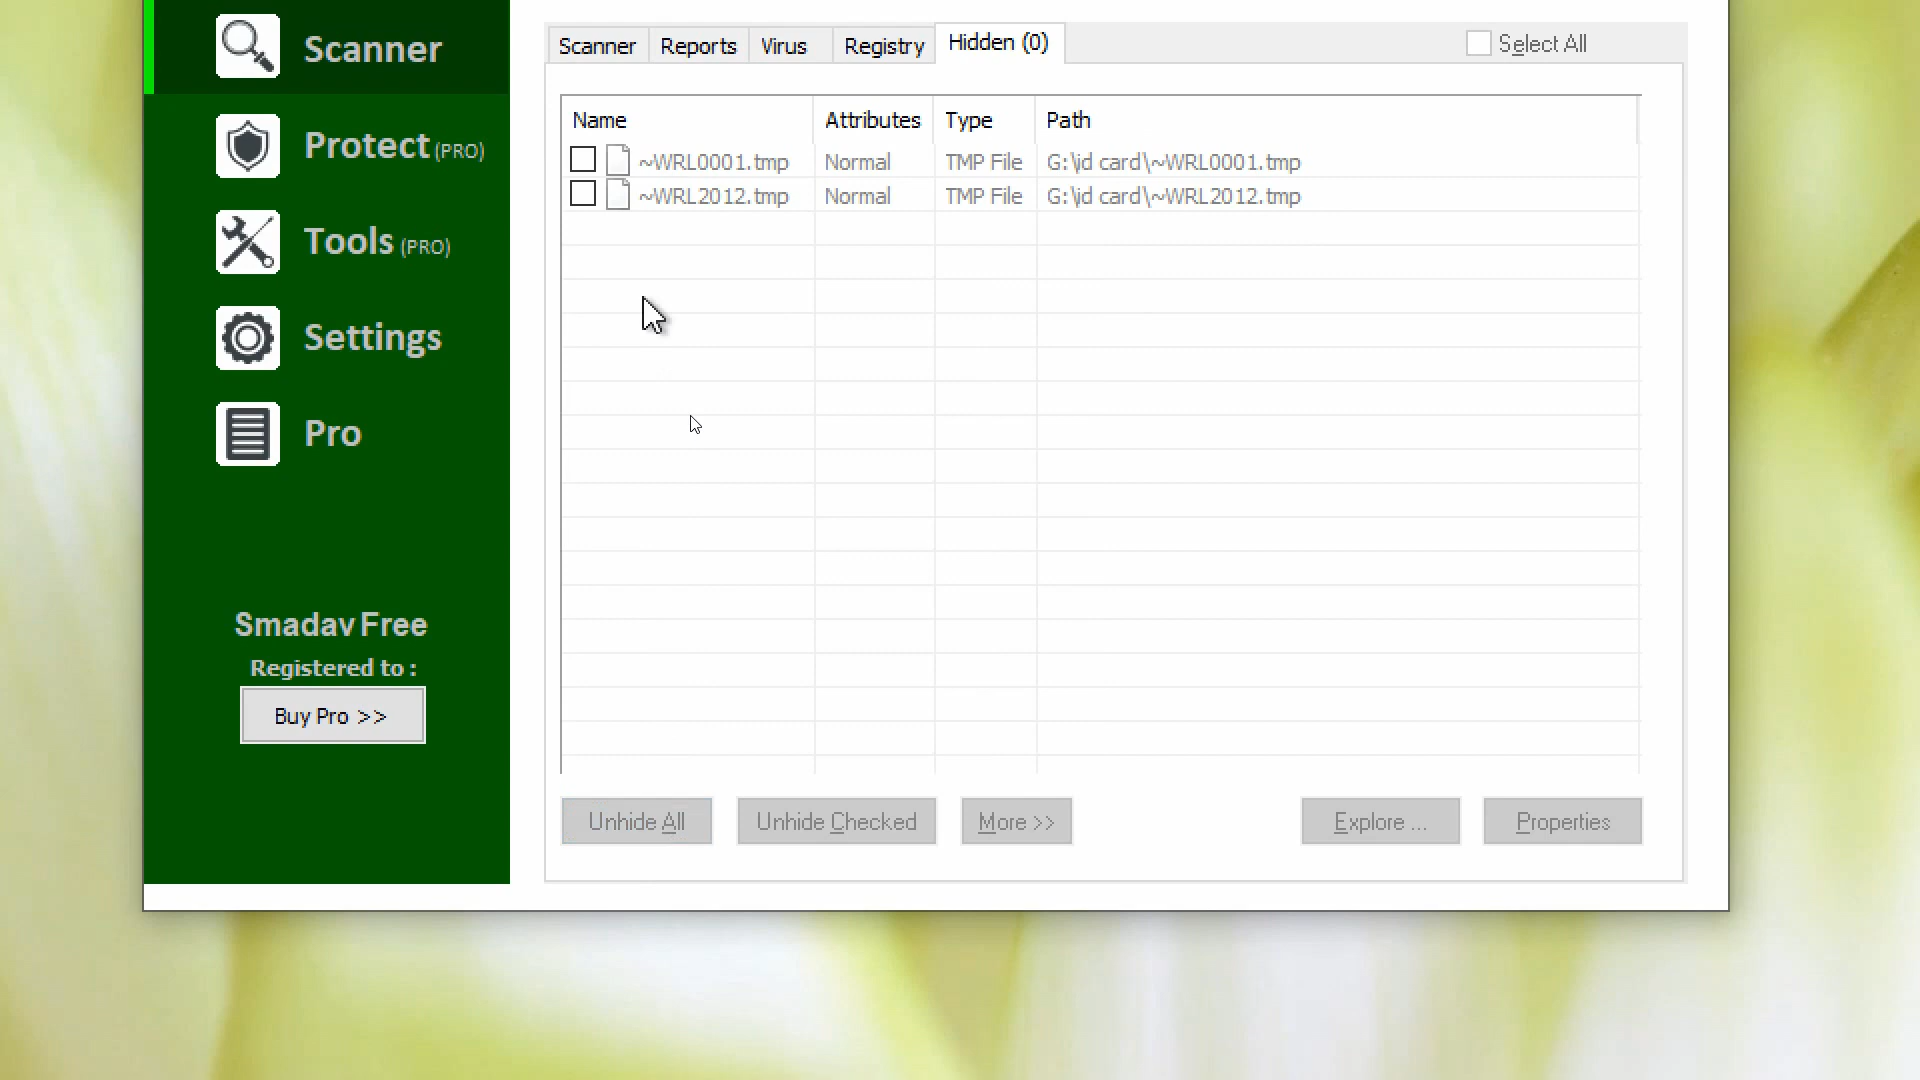 Scanner
Protect (PRO)
Tools (PRO)
Settings
Pro
Smadav Free
Registered to :
Buy Pro >>
Scanner Reports Virus Registry Hidden (0) Select All
Name Attributes Type Path
~WRL0001.tmp Normal TMP File G:\id card\~WRL0001.tmp
~WRL2012.tmp Normal TMP File G:\id card\~WRL2012.tmp
Unhide All Unhide Checked More >> Explore ... Properties